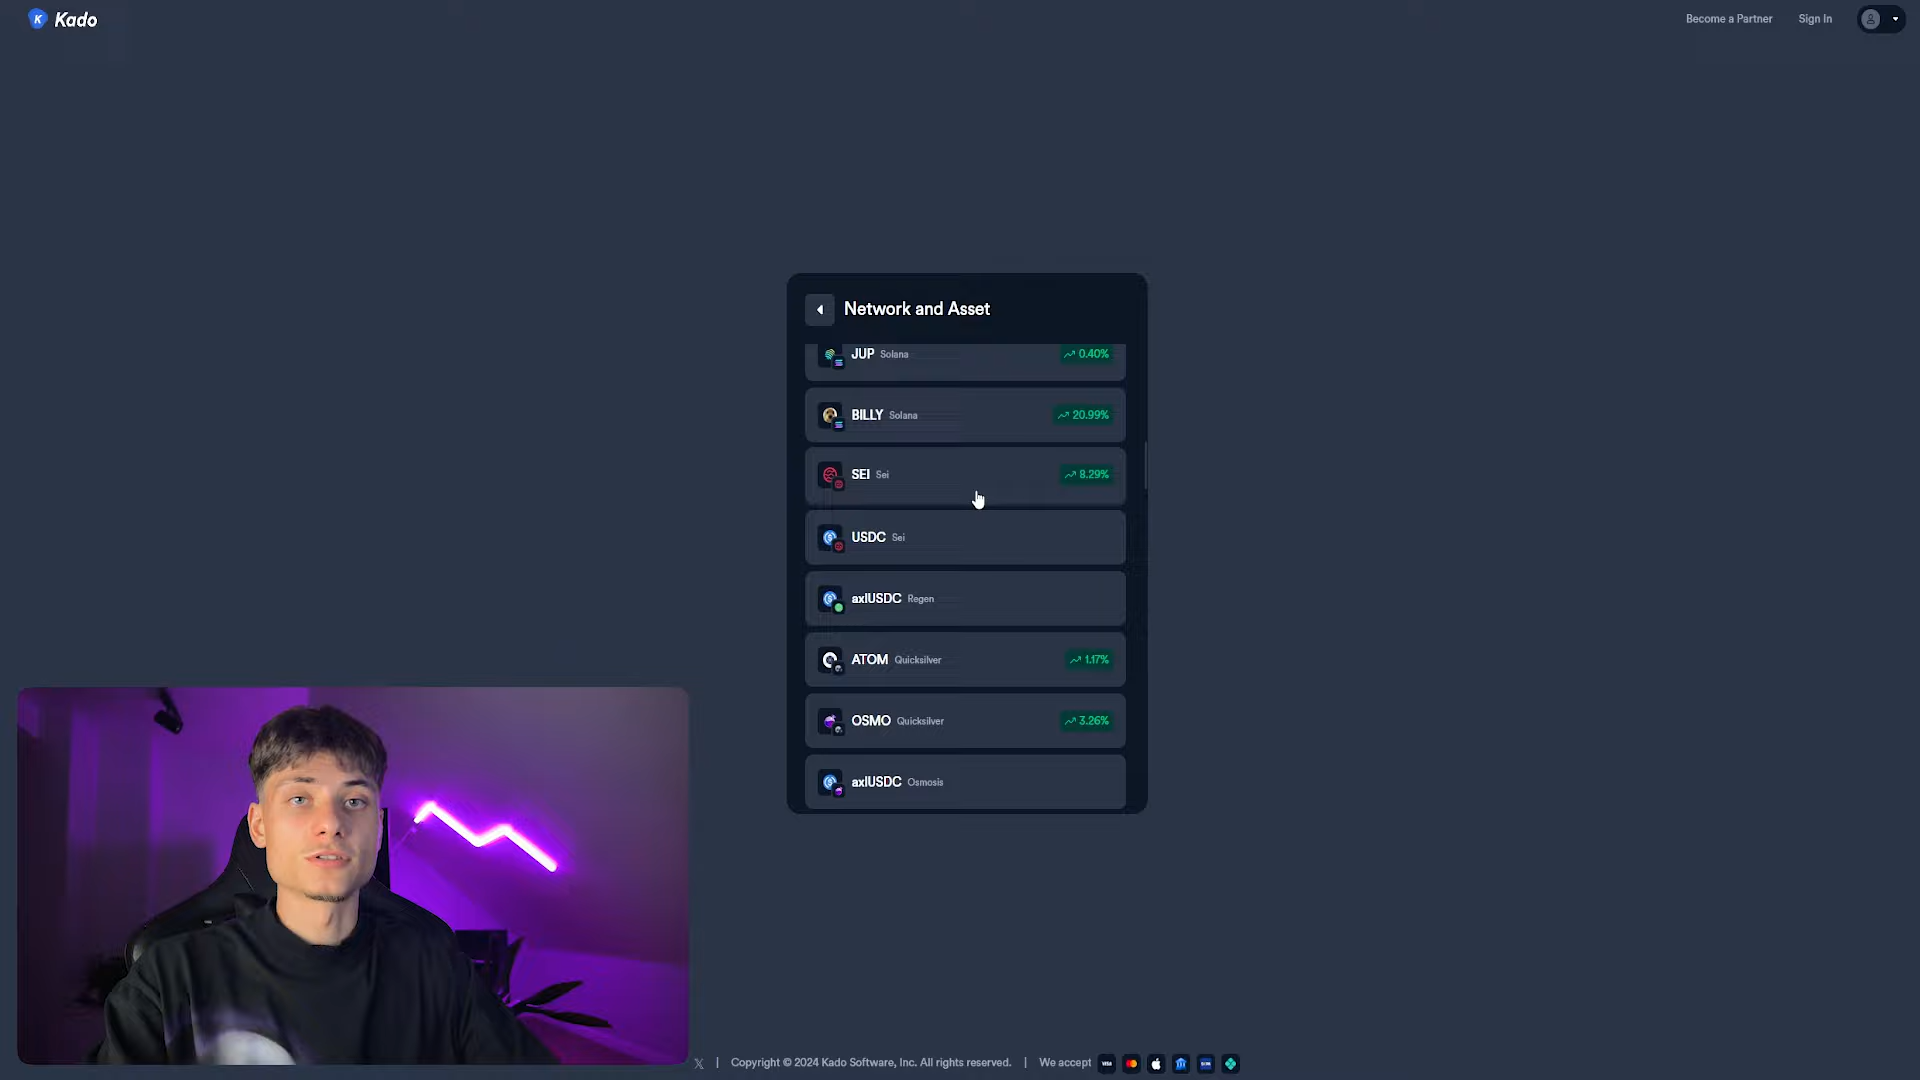 Kado
Become a Partner
Sign In
Network and Asset
JUP Solana 0.40%
BILLY Solana 20.99%
SEI Sei 8.29%
USDC Sei
axlUSDC Regen
ATOM Quicksilver 1.17%
OSMO Quicksilver 3.26%
axlUSDC Osmosis
X | Copyright © 2024 Kado Software, Inc. All rights reserved. | We accept VISA